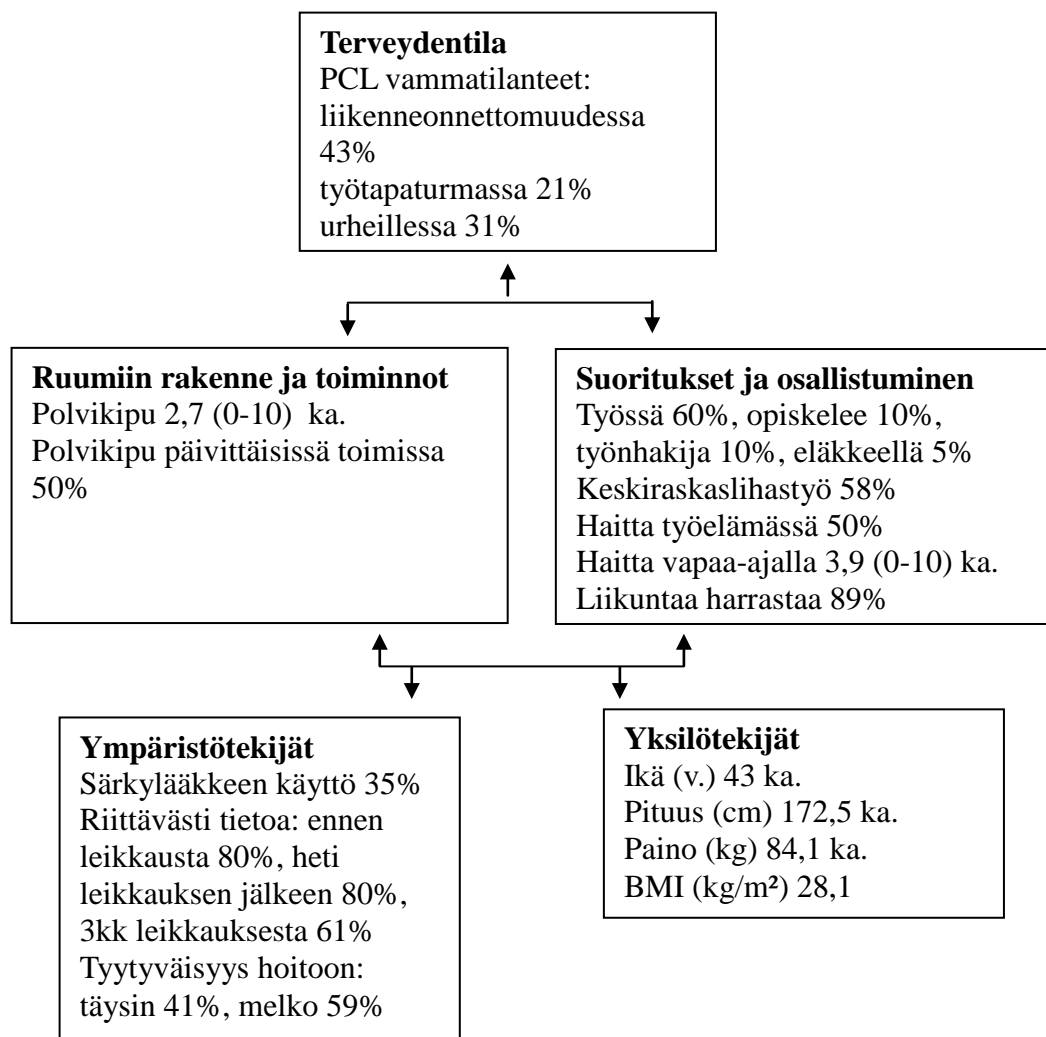 Terveydentila
PCL vammatilanteet:
liikenneonnettomuudessa
43%
työtapaturmassa 21%
urheillessa 31%
Ruumiin rakenne ja toiminnot
Polvikipu 2,7 (0-10) ka.
Polvikipu päivittäisissä toimissa
50%
Suoritukset ja osallistuminen
Työssä 60%, opiskelee 10%,
työnhakija 10%, eläkkeellä 5%
Keskiraskaslihastyö 58%
Haitta työelämässä 50%
Haitta vapaa-ajalla 3,9 (0-10) ka.
Liikuntaa harrastaa 89%
Ympäristötekijät
Särkylääkkeen käyttö 35%
Riittävästi tietoa: ennen
leikkausta 80%, heti
leikkauksen jälkeen 80%,
3kk leikkauksesta 61%
Tyytyväisyys hoitoon:
täysin 41%, melko 59%
Yksilötekijät
Ikä (v.) 43 ka.
Pituus (cm) 172,5 ka.
Paino (kg) 84,1 ka.
BMI (kg/m²) 28,1